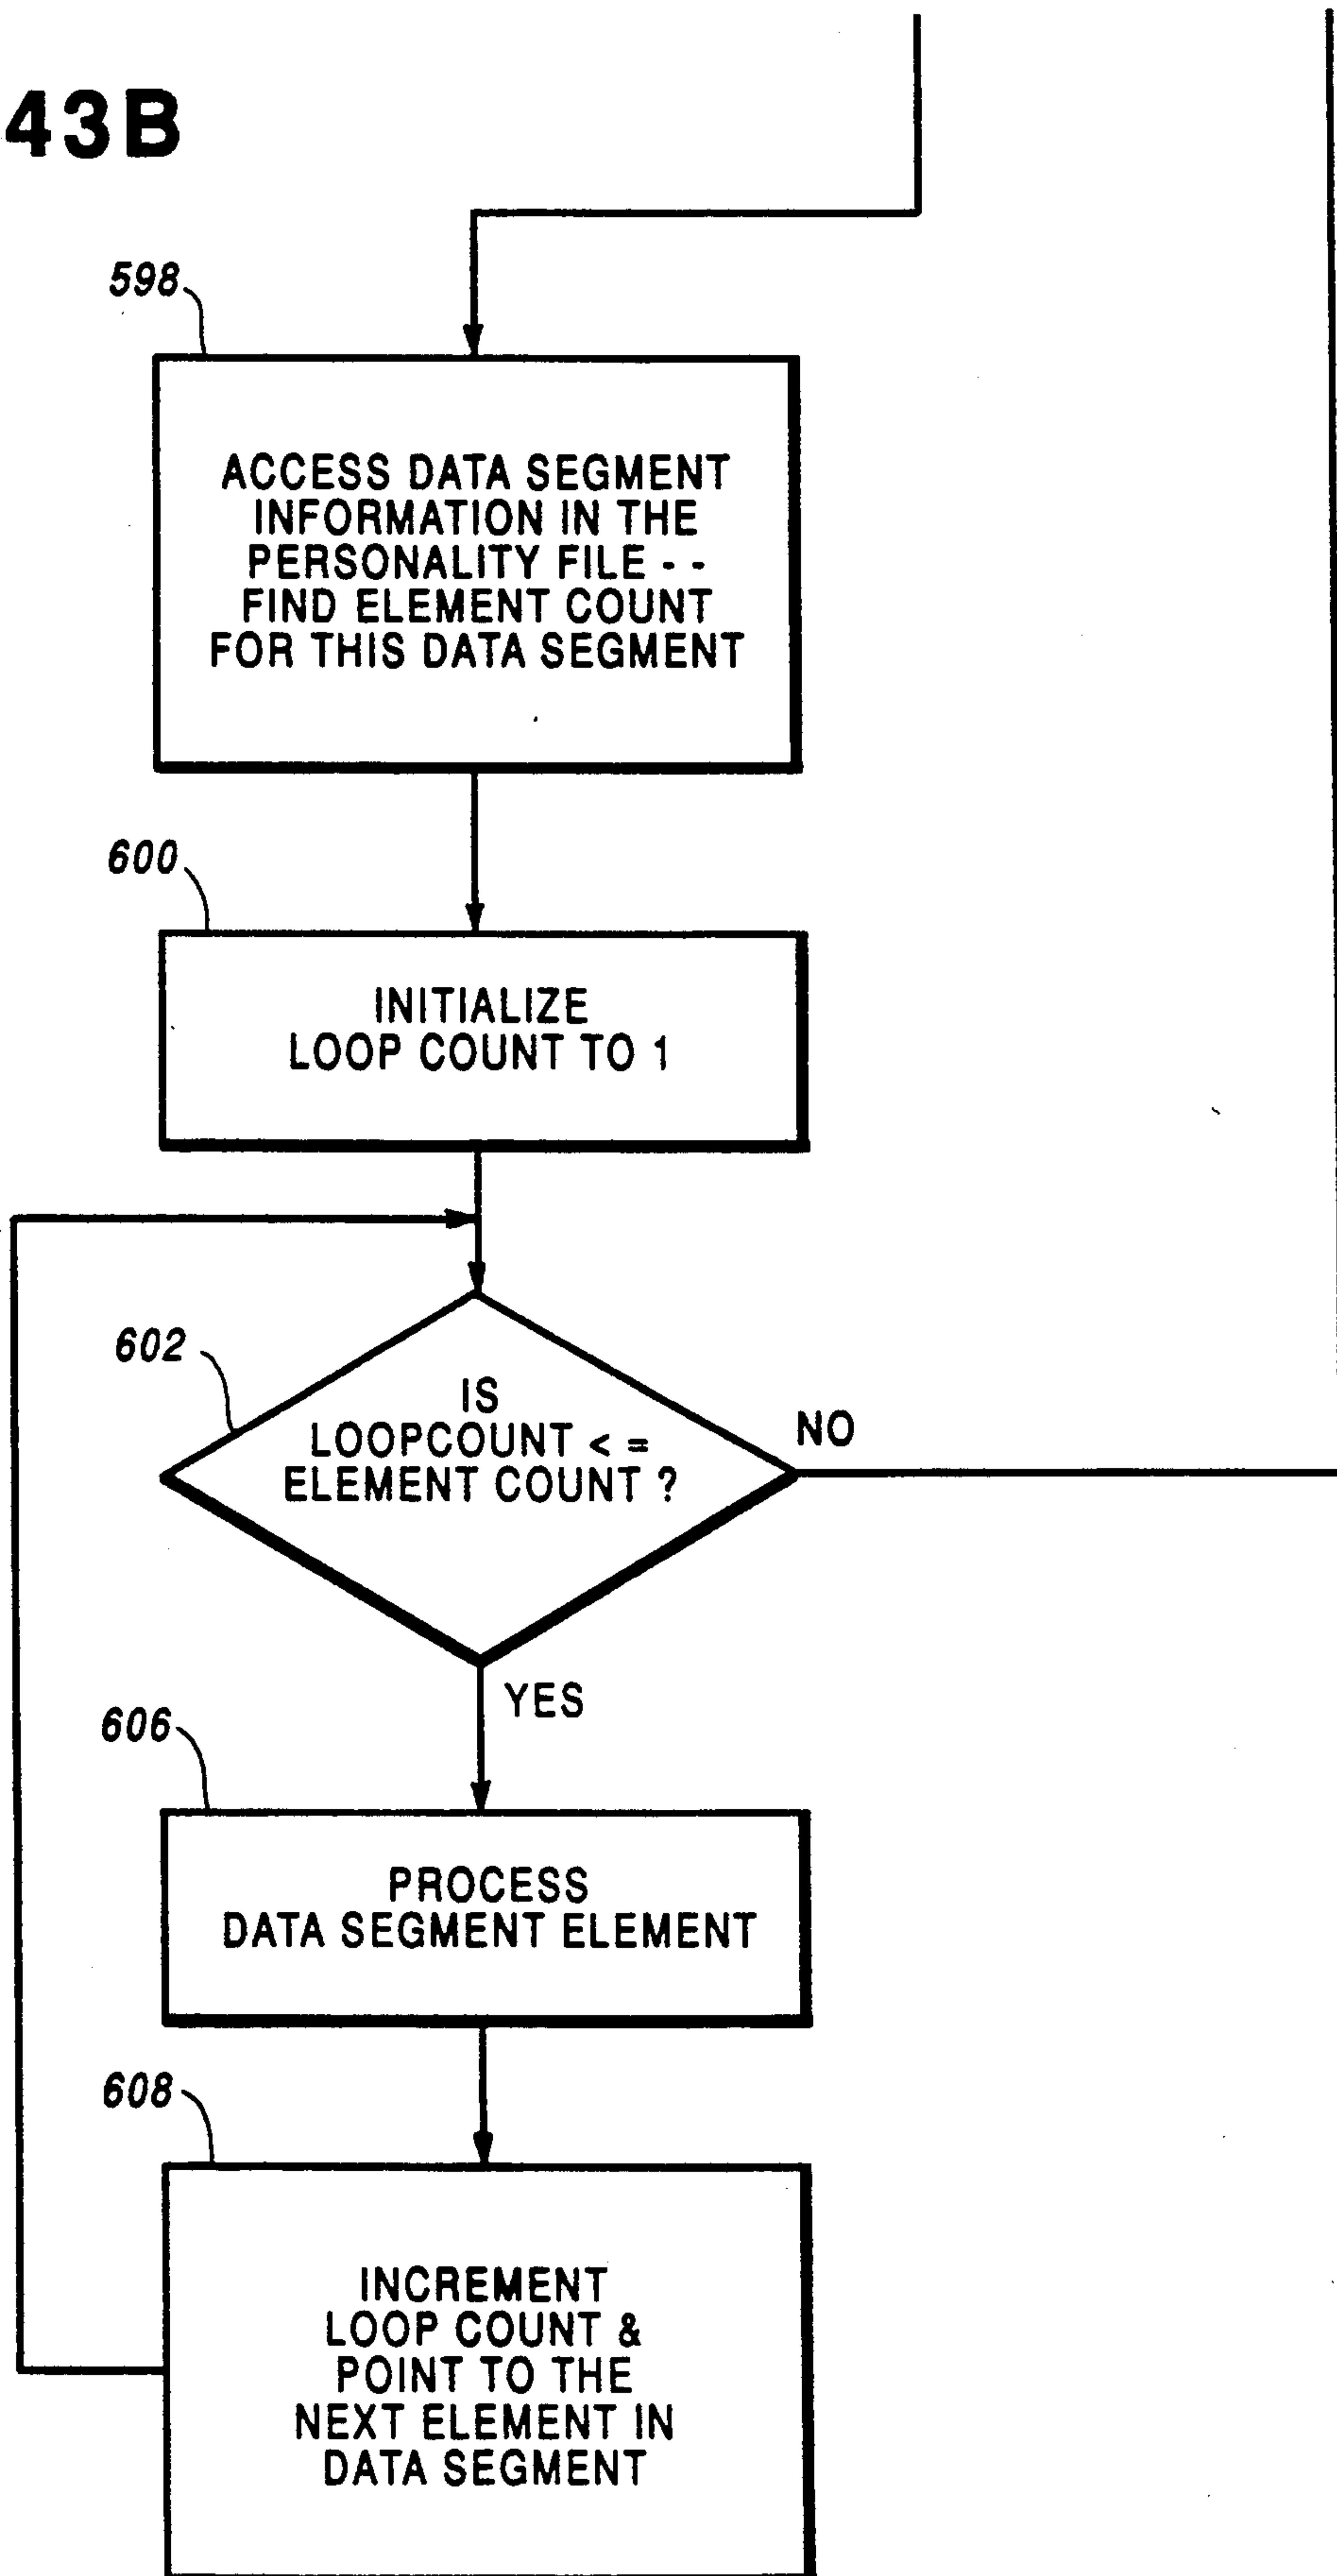 43B
598
ACCESS DATA SEGMENT
INFORMATION IN THE
PERSONALITY FILE - -
FIND ELEMENT COUNT
FOR THIS DATA SEGMENT
600
INITIALIZE
LOOP COUNT TO 1
602
IS
LOOPCOUNT < =
ELEMENT COUNT ?
NO
YES
606
PROCESS
DATA SEGMENT ELEMENT
608
INCREMENT
LOOP COUNT &
POINT TO THE
NEXT ELEMENT IN
DATA SEGMENT